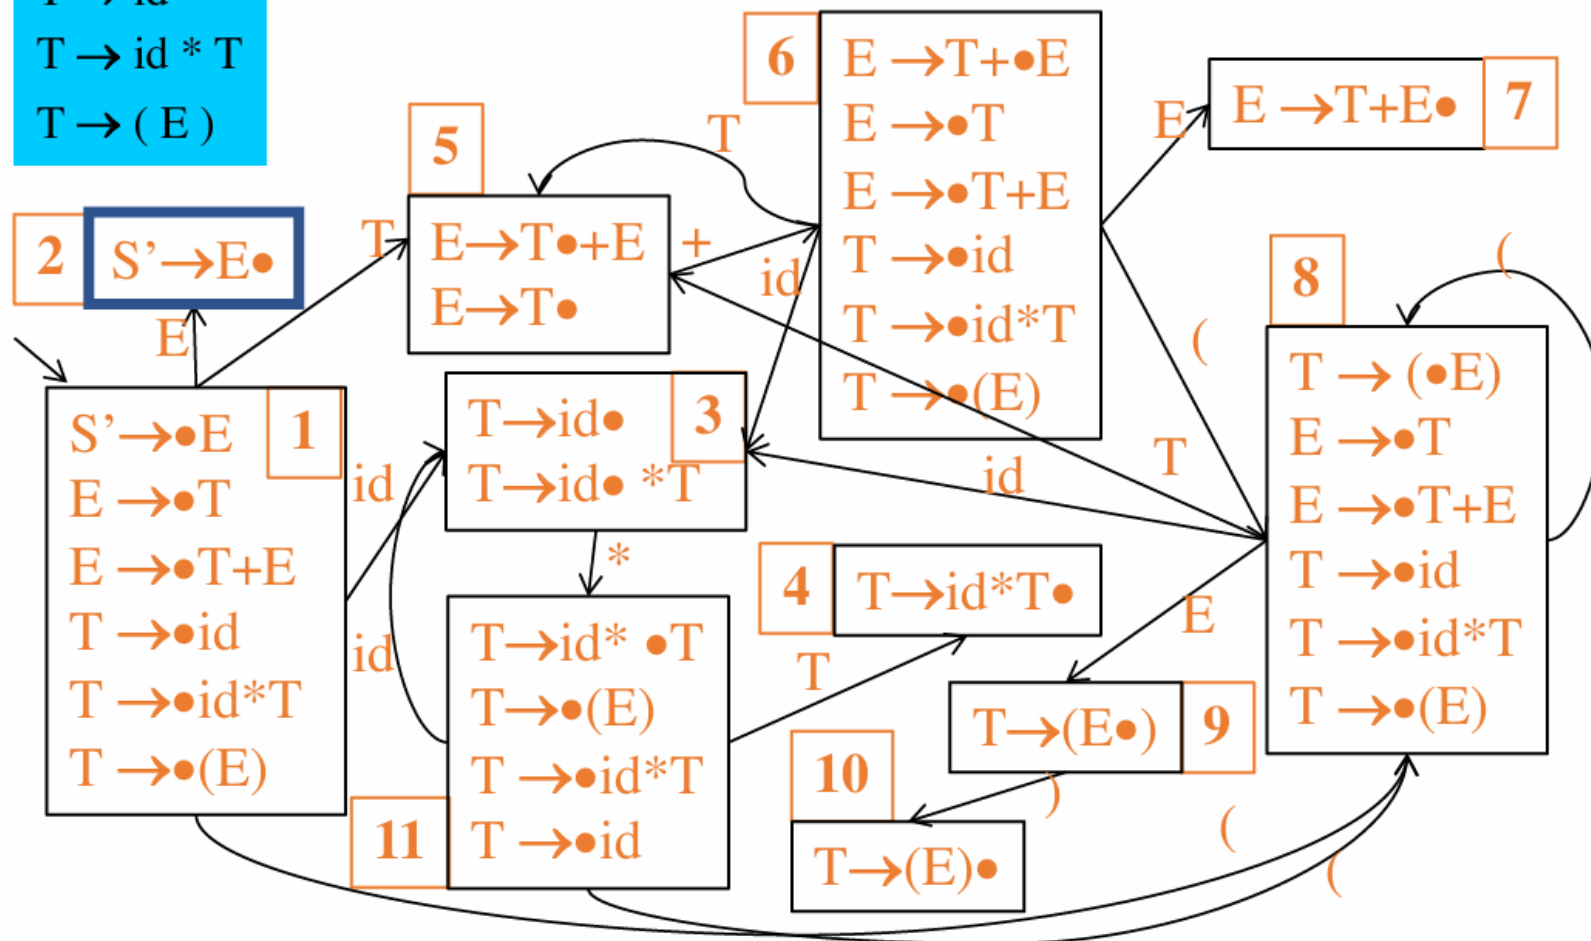 T → id
T → id * T
T → ( E )
2
S’→E●
E
1
S’→●E
E →●T
E →●T+E
T →●id
T →●id*T
T →●(E)
T
id
id
5
E→T●+E
E→T●
T
+
id
3
T→id●
T→id● *T
*
11
T→id* ●T
T→●(E)
T →●id*T
T →●id
6
E →T+●E
E →●T
E →●T+E
T →●id
T →●id*T
T →●(E)
E
7
E →T+E●
(
T
id
4
T→id*T●
T
E
9
T→(E●)
)
10
T→(E)●
8
T → (●E)
E →●T
E →●T+E
T →●id
T →●id*T
T →●(E)
(
(
(